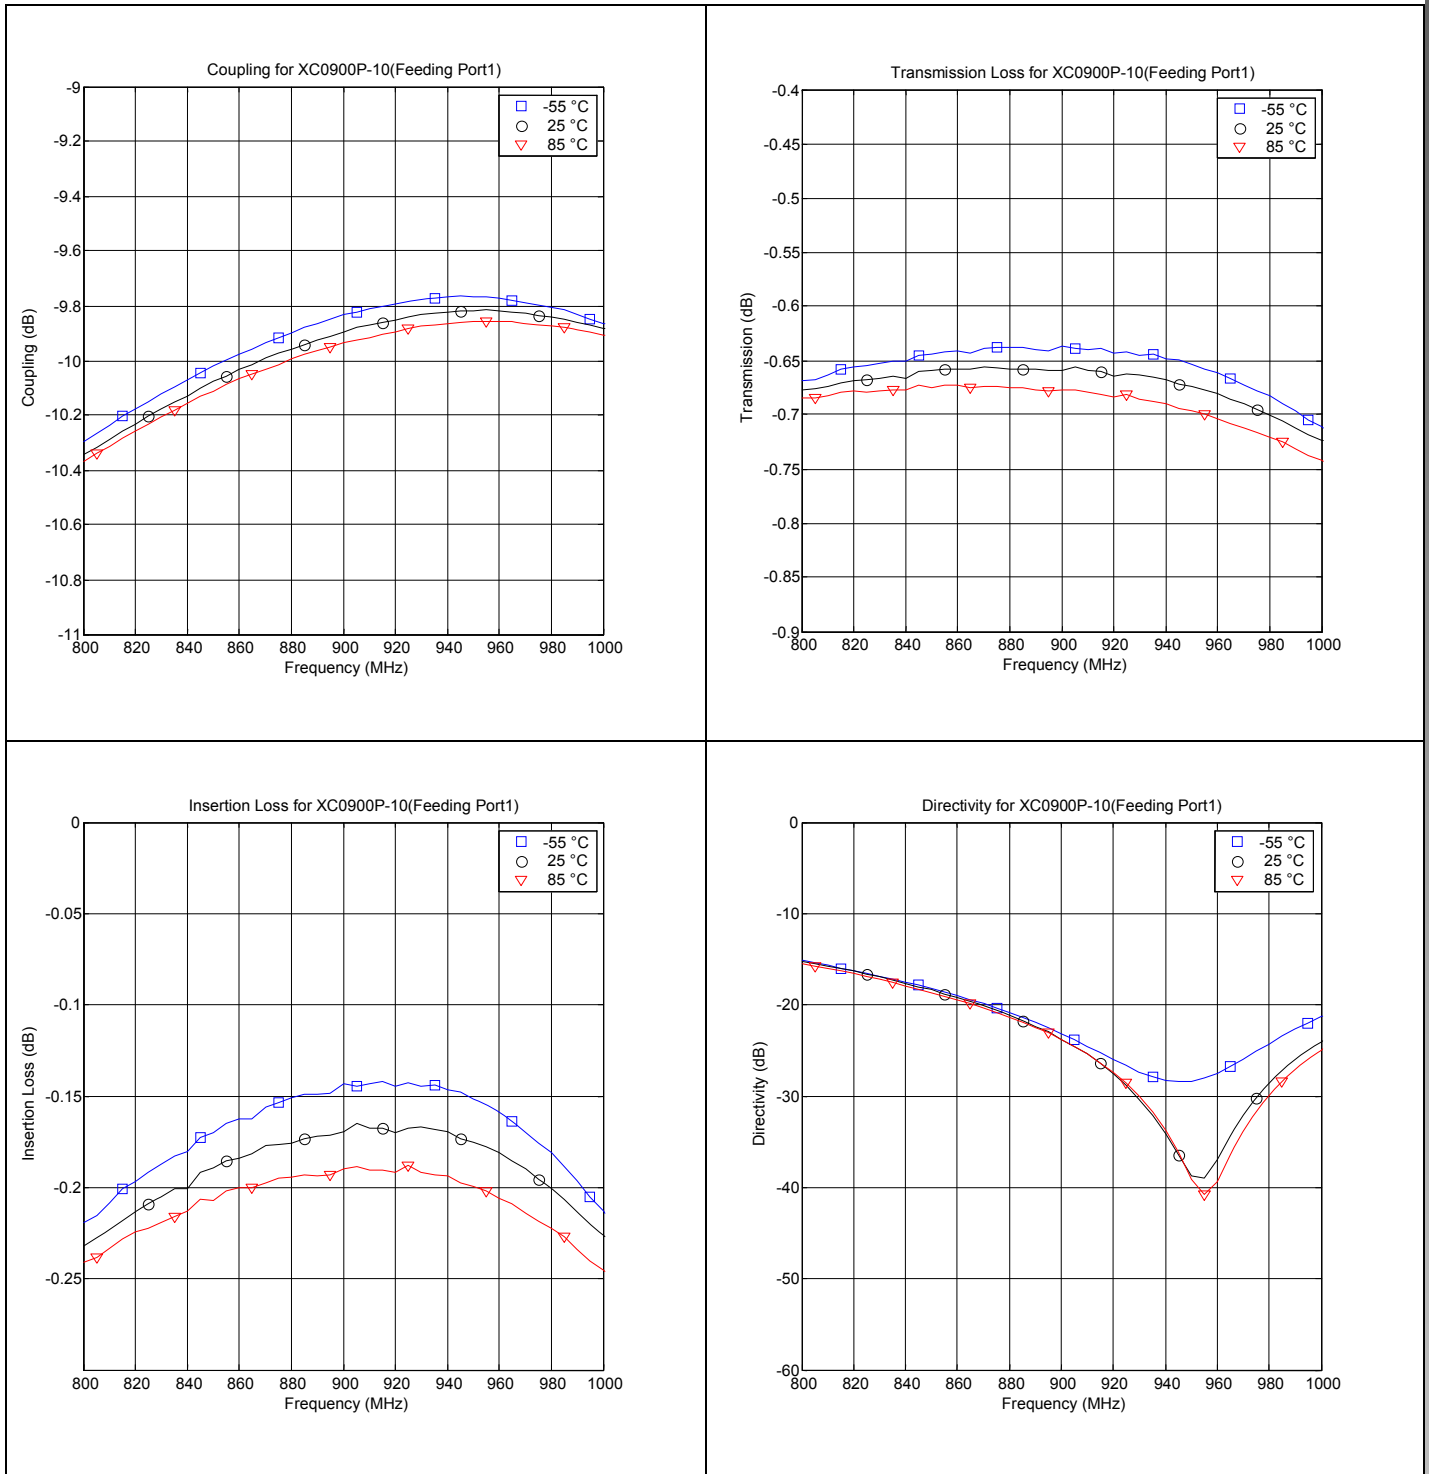 Coupling for XC0900P-10(Feeding Port1)
-9
-9.2
-9.4
-9.6
-9.8
-10
-10.2
-10.4
-10.6
-10.8
-11
Coupling (dB)
-55 °C
25 °C
85 °C
800 820 840 860 880 900 920 940 960 980 1000
Frequency (MHz)
Transmission Loss for XC0900P-10(Feeding Port1)
-0.4
-0.45
-0.5
-0.55
-0.6
-0.65
-0.7
-0.75
-0.8
-0.85
-0.9
Transmission (dB)
-55 °C
25 °C
85 °C
800 820 840 860 880 900 920 940 960 980 1000
Frequency (MHz)
Insertion Loss for XC0900P-10(Feeding Port1)
0
-0.05
-0.1
-0.15
-0.2
-0.25
Insertion Loss (dB)
-55 °C
25 °C
85 °C
800 820 840 860 880 900 920 940 960 980 1000
Frequency (MHz)
Directivity for XC0900P-10(Feeding Port1)
0
-10
-20
-30
-40
-50
-60
Directivity (dB)
-55 °C
25 °C
85 °C
800 820 840 860 880 900 920 940 960 980 1000
Frequency (MHz)